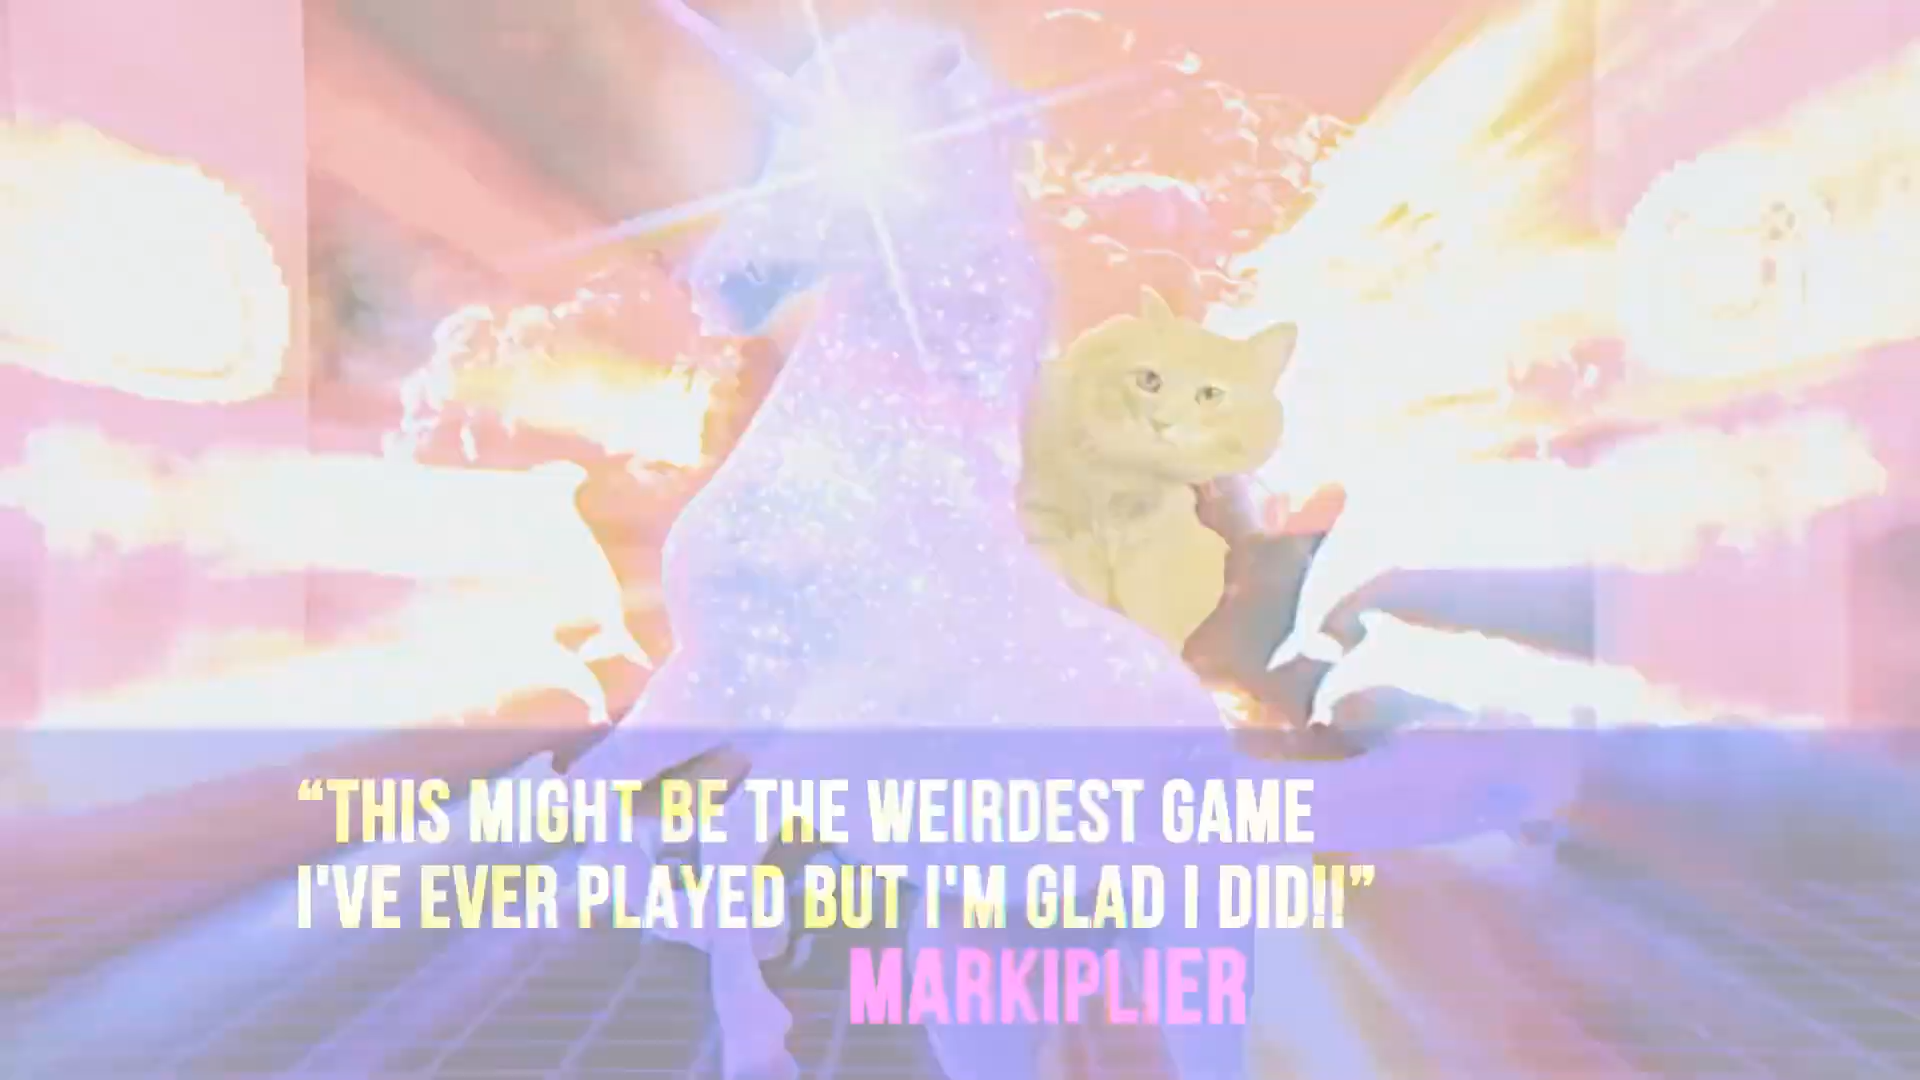 “THIS MIGHT BE THE WEIRDEST GAME
I'VE EVER PLAYED BUT I'M GLAD I DID!!”
MARKIPLIER